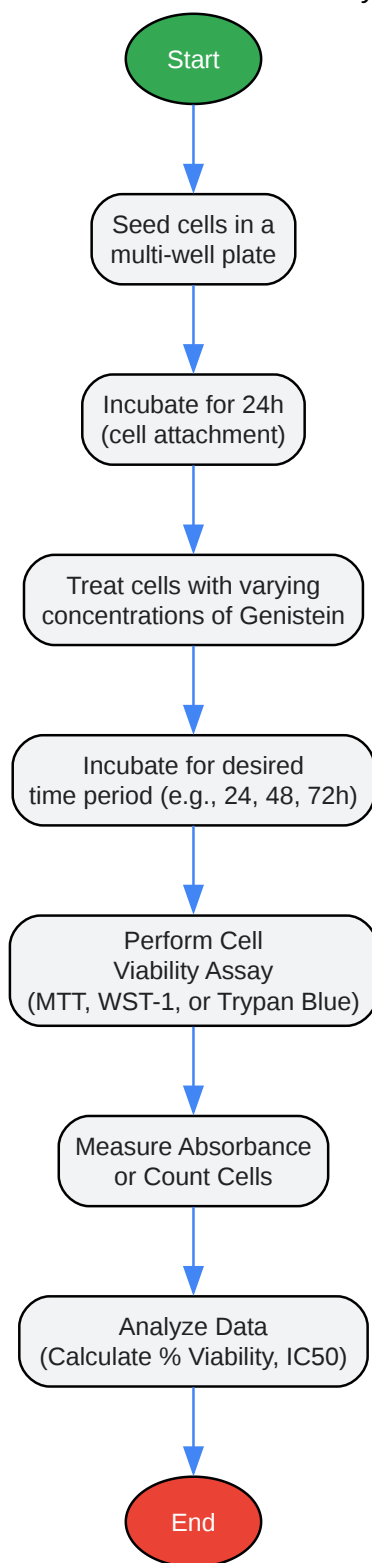 Start
Seed cells in a
multi-well plate
Incubate for 24h
(cell attachment)
Treat cells with varying
concentrations of Genistein
Incubate for desired
time period (e.g., 24, 48, 72h)
Perform Cell
Viability Assay
(MTT, WST-1, or Trypan Blue)
Measure Absorbance
or Count Cells
Analyze Data
(Calculate % Viability, IC50)
End